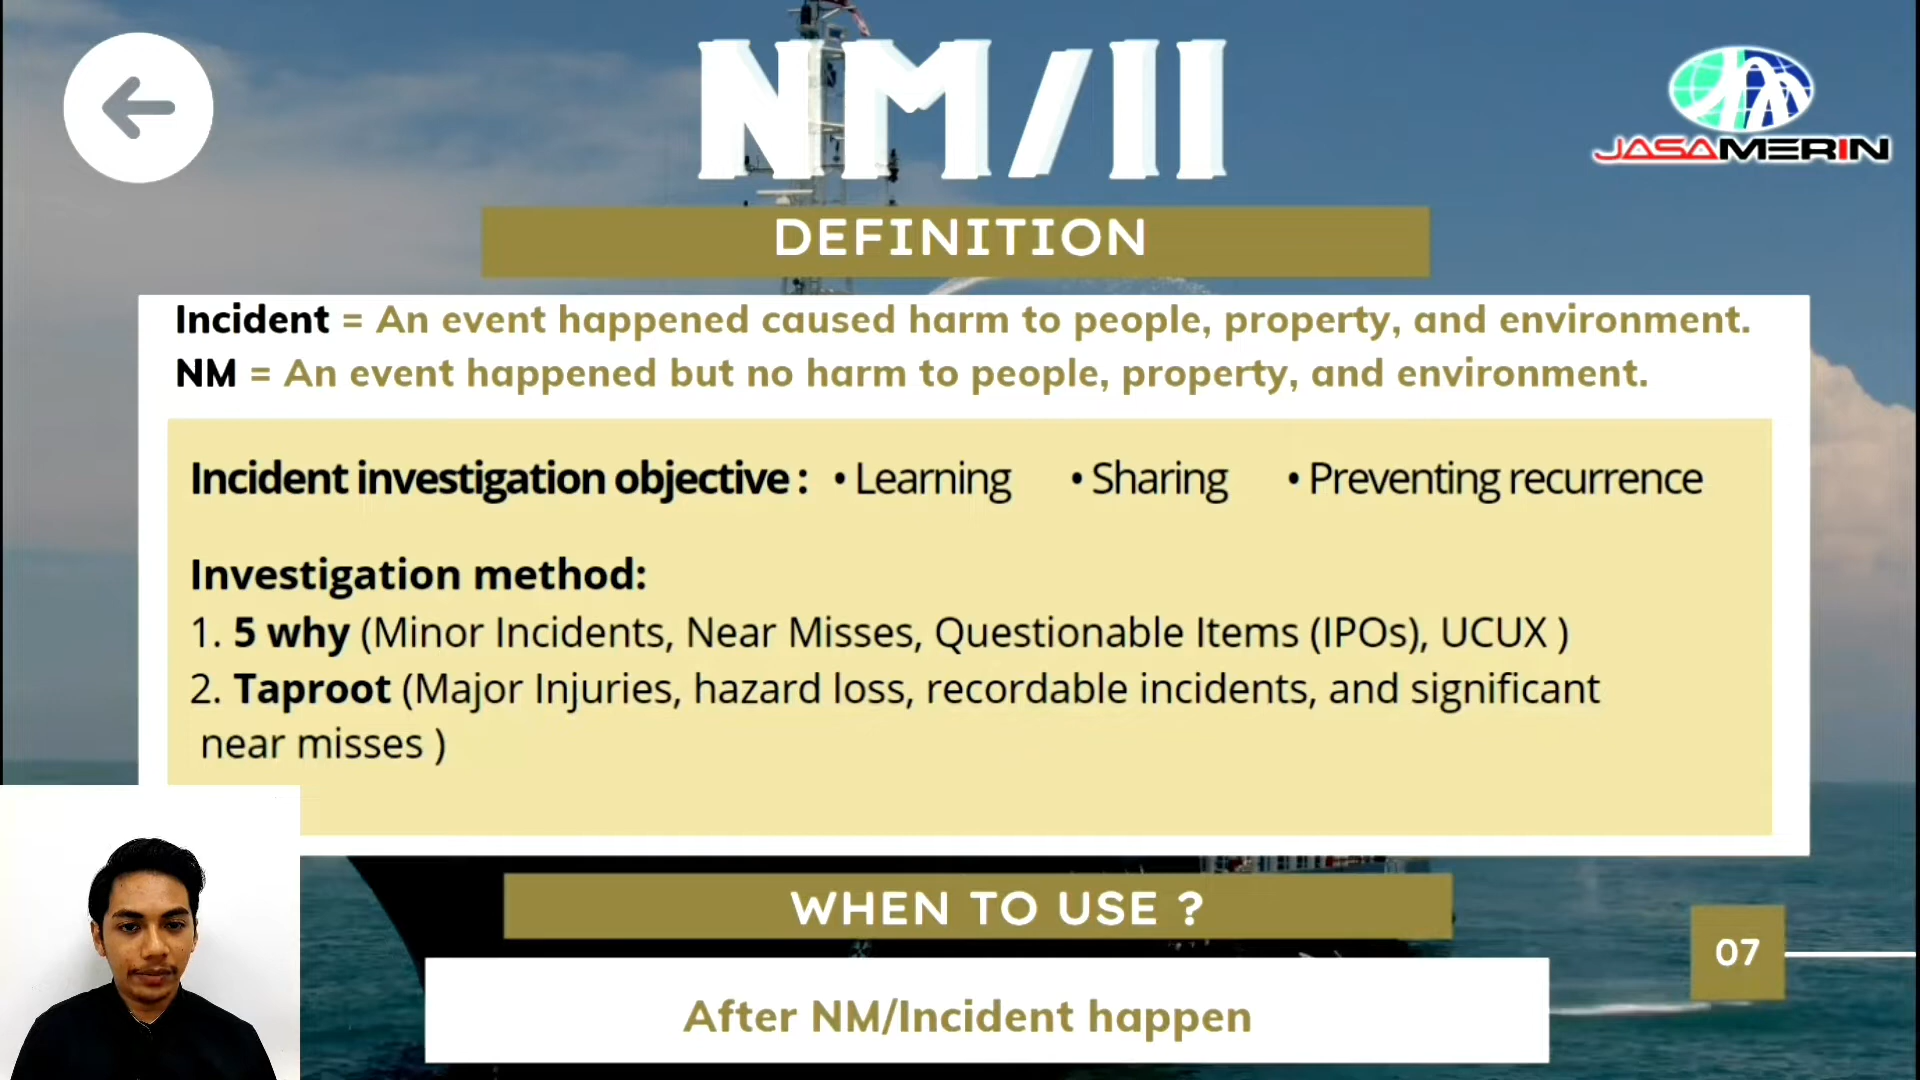 NM/II
JASAMERIN
DEFINITION
Incident = An event happened caused harm to people, property, and environment.
NM = An event happened but no harm to people, property, and environment.
Incident investigation objective : • Learning • Sharing • Preventing recurrence
Investigation method:
1. 5 why (Minor Incidents, Near Misses, Questionable Items (IPOs), UCUX )
2. Taproot (Major Injuries, hazard loss, recordable incidents, and significant
near misses )
WHEN TO USE ?
07
After NM/Incident happen